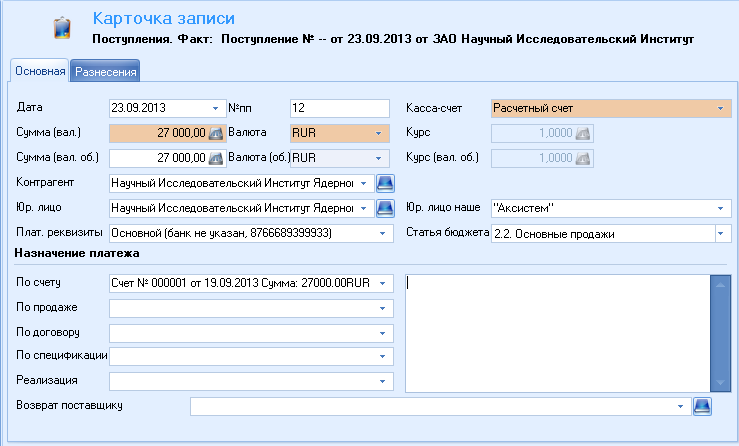 Карточка записи
Поступления. Факт: Поступление № -- от 23.09.2013 от ЗАО Научный Исследовательский Институт
Основная Разнесения
Дата 23.09.2013 №пп 12 Касса-счет Расчетный счет
Сумма (вал.) 27 000,00 Валюта RUR Курс 1,0000
Сумма (вал. об.) 27 000,00 Валюта (об.) RUR Курс (вал. об.) 1,0000
Контрагент Научный Исследовательский Институт Ядерног
Юр. лицо Научный Исследовательский Институт Ядерног Юр. лицо наше "Аксистем"
Плат. реквизиты Основной (банк не указан, 8766689399933) Статья бюджета 2.2. Основные продажи
Назначение платежа
По счету Счет № 000001 от 19.09.2013 Сумма: 27000.00RUR
По продаже
По договору
По спецификации
Реализация
Возврат поставщику